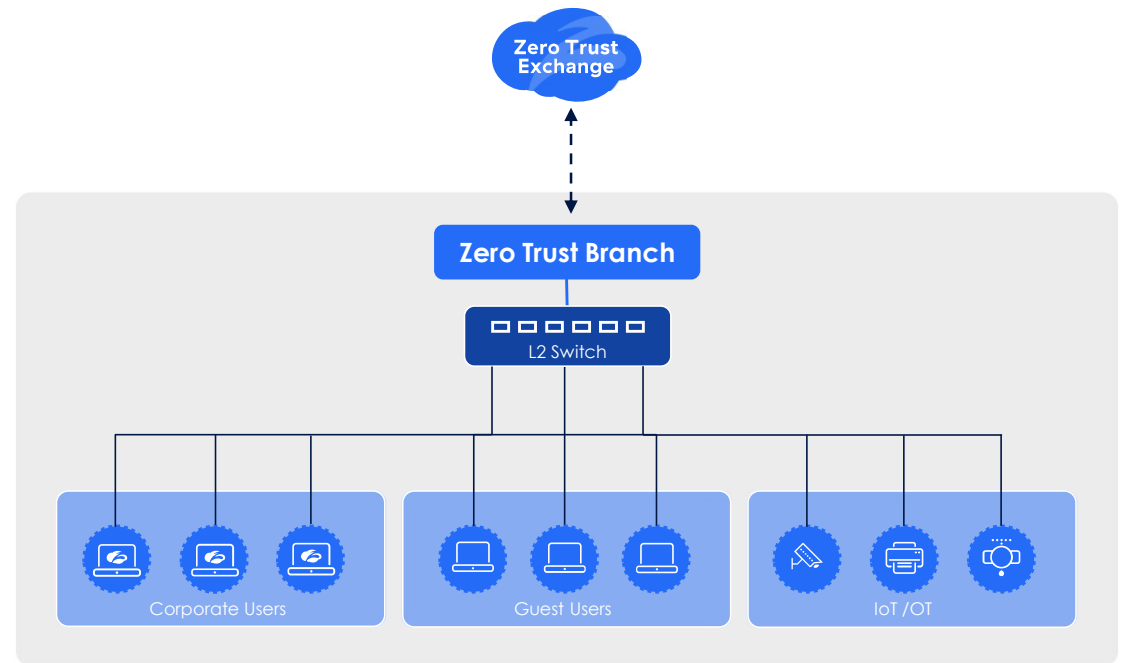 Zero Trust
Exchange
Zero Trust Branch
L2 Switch
Corporate Users
Guest Users
IoT /OT